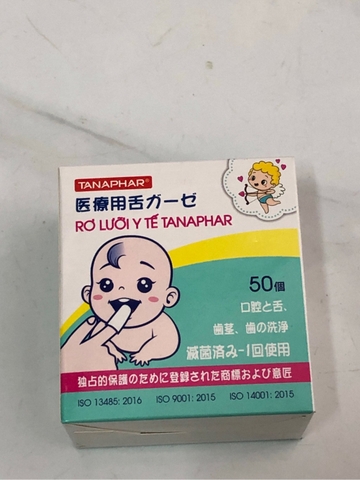 TANAPHAR®
医療用舌ガーゼ
RƠ LƯỠI Y TẾ TANAPHAR
50個
口腔と舌、
歯茎、歯の洗浄
滅菌済み-1回使用
独占的保護のために登録された商標および意匠
ISO 13485: 2016 ISO 9001: 2015 ISO 14001: 2015